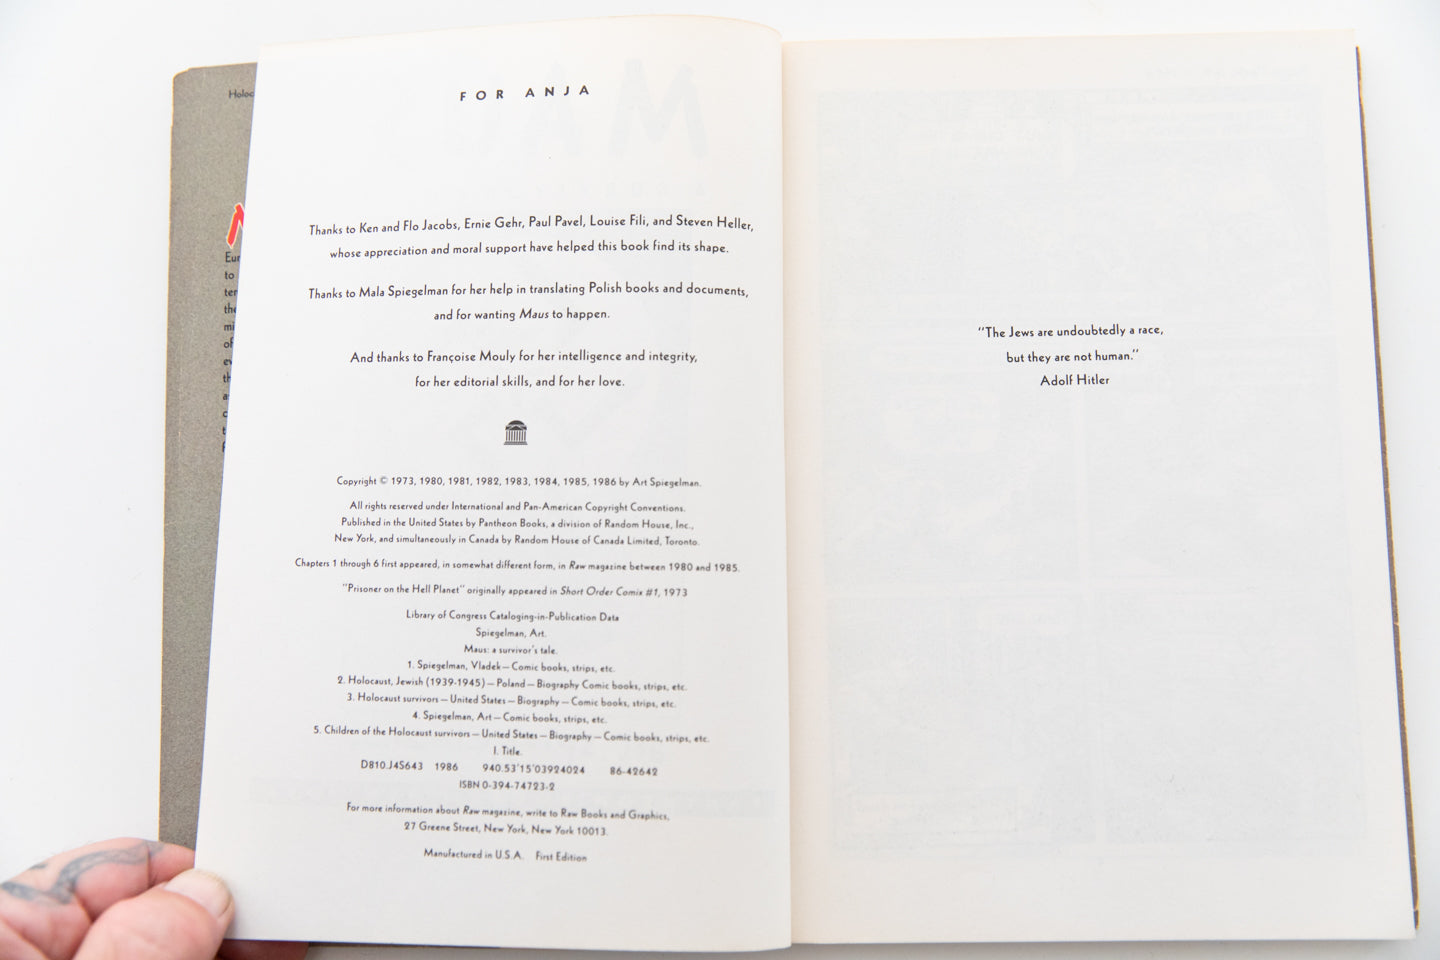 Holoc
Eur
to
ter
the
mi
of
ev
th
FOR ANJA
Thanks to Ken and Flo Jacobs, Ernie Gehr, Paul Pavel, Louise Fili, and Steven Heller,
whose appreciation and moral support have helped this book find its shape.
Thanks to Mala Spiegelman for her help in translating Polish books and documents,
and for wanting Maus to happen.
And thanks to Françoise Mouly for her intelligence and integrity,
for her editorial skills, and for her love.
Copyright © 1973, 1980, 1981, 1982, 1983, 1984, 1985, 1986 by Art Spiegelman.
All rights reserved under International and Pan-American Copyright Conventions.
Published in the United States by Pantheon Books, a division of Random House, Inc.,
New York, and simultaneously in Canada by Random House of Canada Limited, Toronto.
Chapters 1 through 6 first appeared, in somewhat different form, in Raw magazine between 1980 and 1985.
"Prisoner on the Hell Planet" originally appeared in Short Order Comix #1, 1973
Library of Congress Cataloging-in-Publication Data
Spiegelman, Art.
Maus: a survivor's tale.
1. Spiegelman, Vladek—Comic books, strips, etc.
2. Holocaust, Jewish (1939-1945)—Poland—Biography Comic books, strips, etc.
3. Holocaust survivors—United States—Biography—Comic books, strips, etc.
4. Spiegelman, Art—Comic books, strips, etc.
5. Children of the Holocaust survivors—United States—Biography—Comic books, strips, etc.
I. Title.
D810.J4S643 1986 940.53'15'03924024 86-42642
ISBN 0-394-74723-2
For more information about Raw magazine, write to Raw Books and Graphics,
27 Greene Street, New York, New York 10013.
Manufactured in U.S.A. First Edition
"The Jews are undoubtedly a race,
but they are not human."
Adolf Hitler